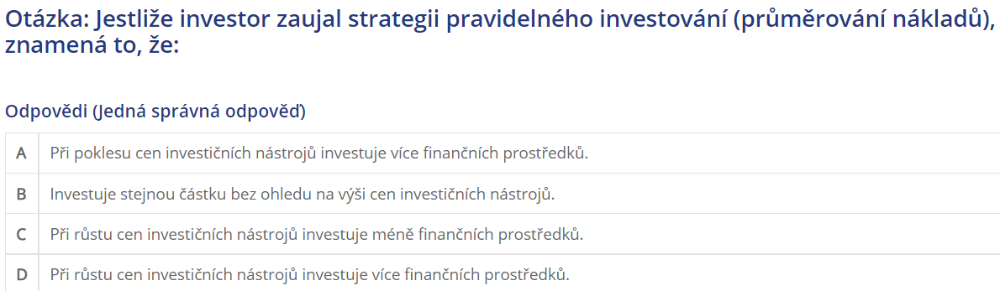 Otázka: Jestliže investor zaujal strategii pravidelného investování (průměrování nákladů),
znamená to, že:
Odpovědi (Jedná správná odpověď)
A Při poklesu cen investičních nástrojů investuje více finančních prostředků.
B Investuje stejnou částku bez ohledu na výši cen investičních nástrojů.
C Při růstu cen investičních nástrojů investuje méně finančních prostředků.
D Při růstu cen investičních nástrojů investuje více finančních prostředků.